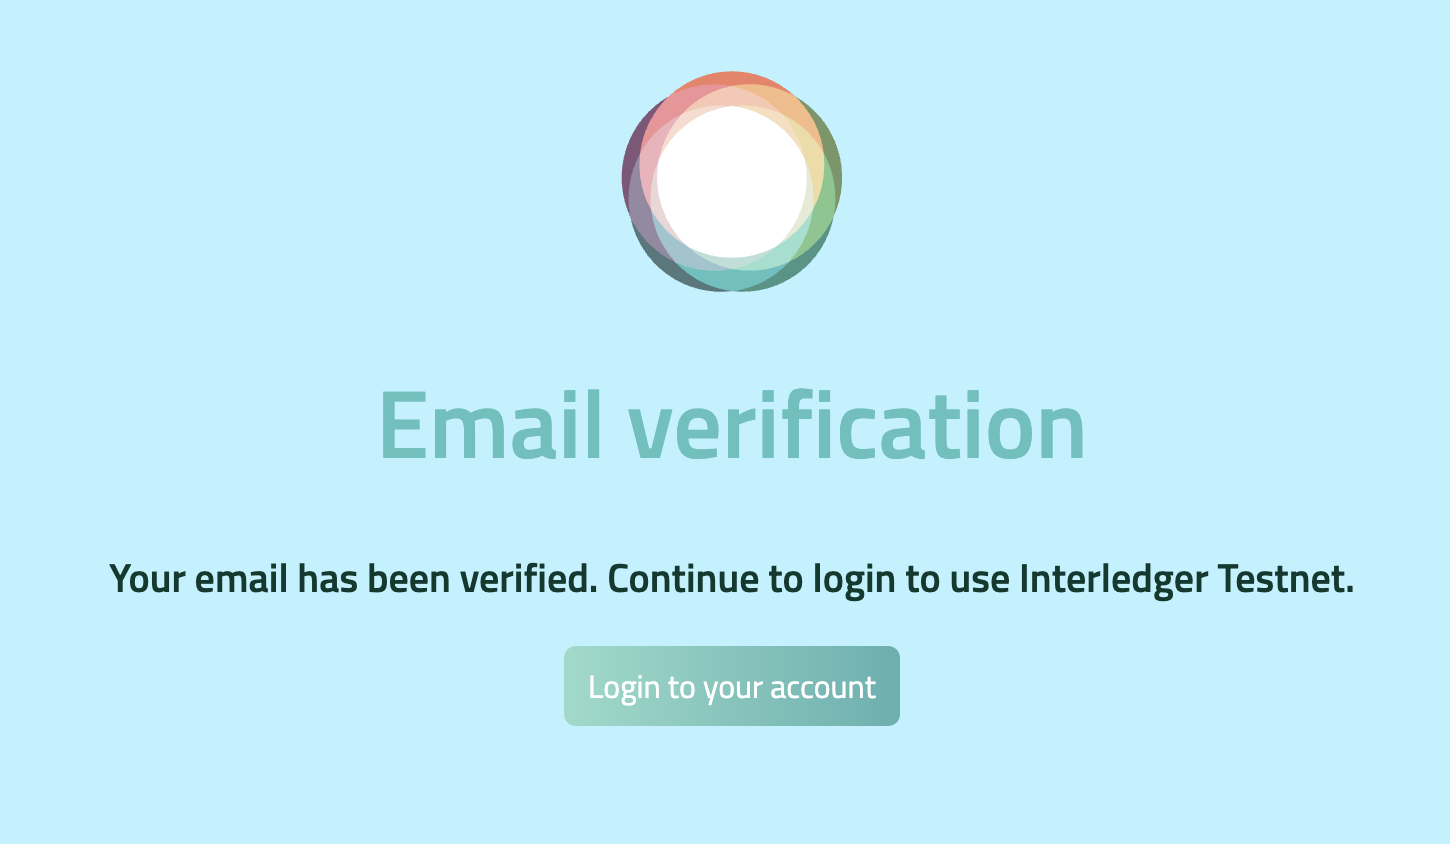 Email verification
Your email has been verified. Continue to login to use Interledger Testnet.
Login to your account